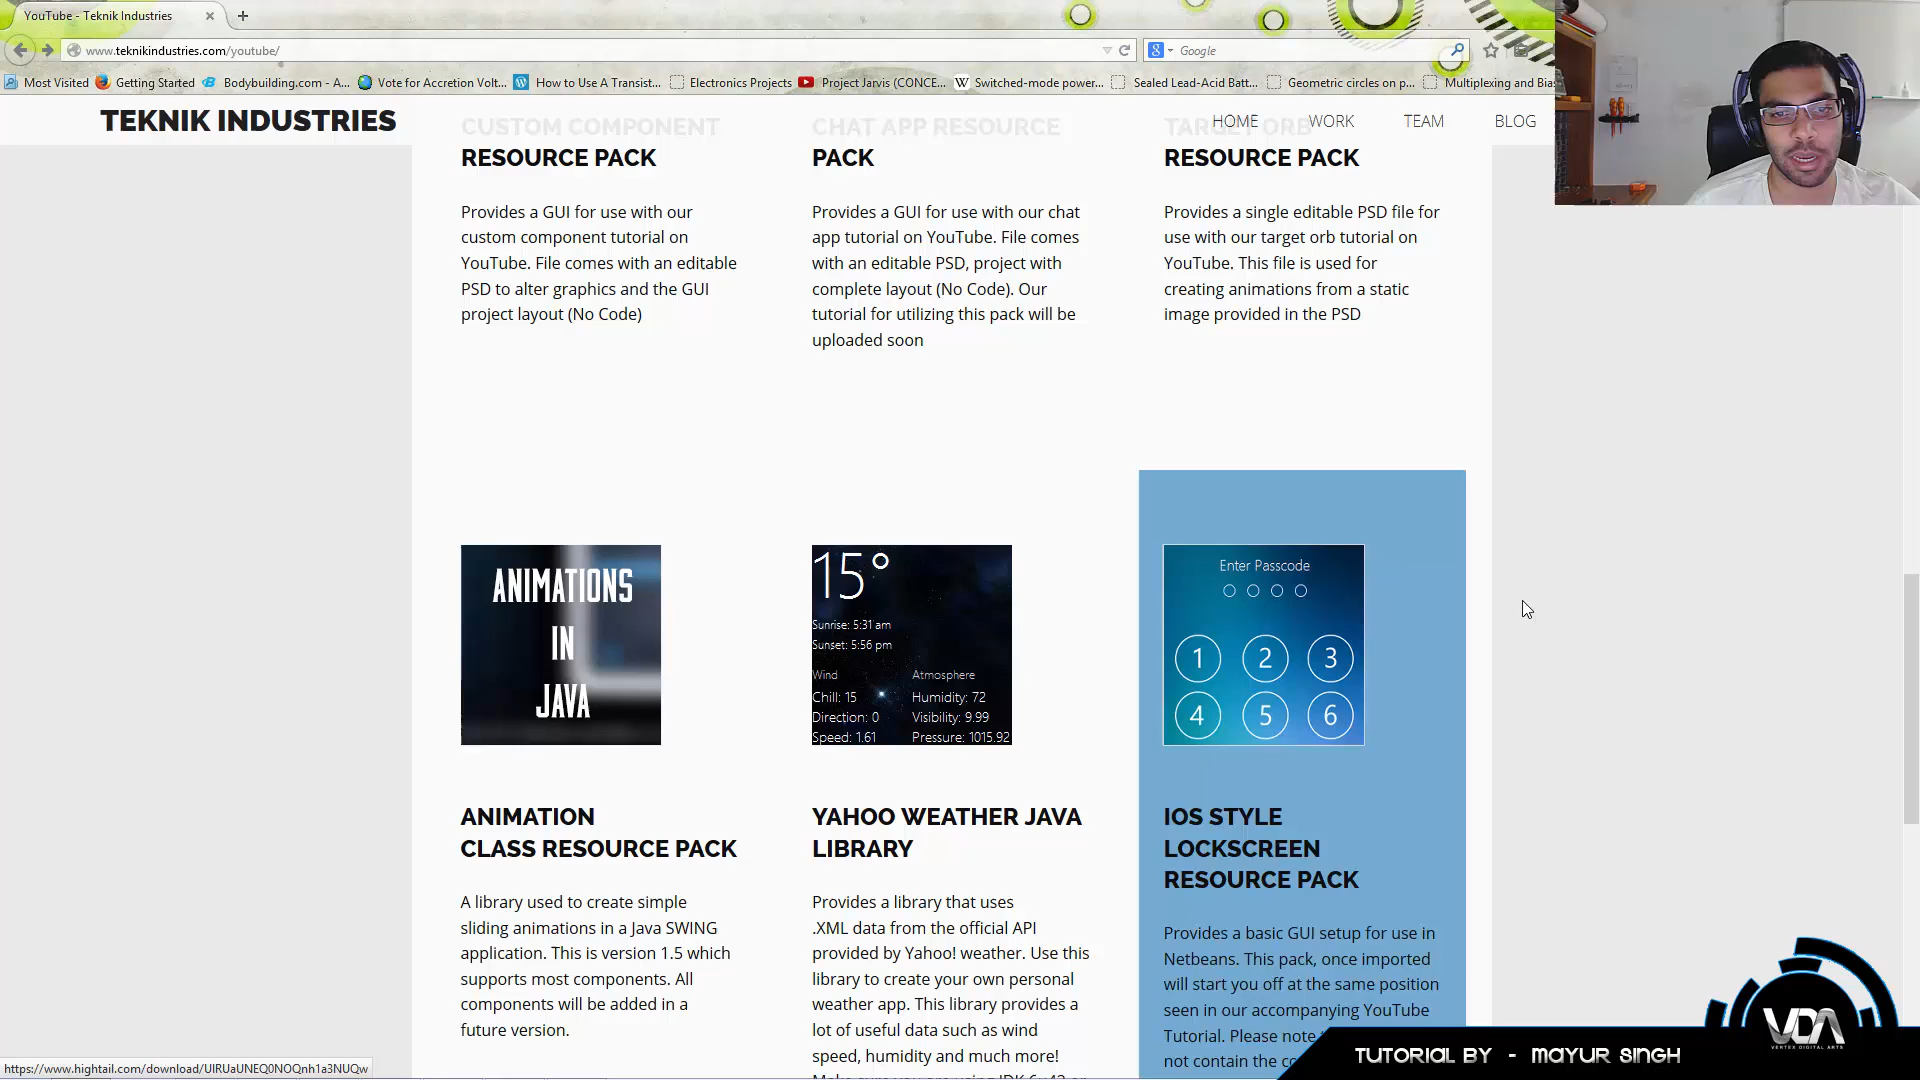 YouTube - Teknik Industries
www.teknikindustries.com/youtube/
Google
Most Visited
Getting Started
Bodybuilding.com - A...
Vote for Accretion Volt...
How to Use A Transist...
Electronics Projects
Project Jarvis (CONCE...
Switched-mode power...
Sealed Lead-Acid Batt...
Geometric circles on p...
Multiplexing and Bias
TEKNIK INDUSTRIES
HOME
WORK
TEAM
BLOG
CUSTOM COMPONENT
RESOURCE PACK
Provides a GUI for use with our
custom component tutorial on
YouTube. File comes with an editable
PSD to alter graphics and the GUI
project layout (No Code)
CHAT APP RESOURCE
PACK
Provides a GUI for use with our chat
app tutorial on YouTube. File comes
with an editable PSD, project with
complete layout (No Code). Our
tutorial for utilizing this pack will be
uploaded soon
TARGET ORB
RESOURCE PACK
Provides a single editable PSD file for
use with our target orb tutorial on
YouTube. This file is used for
creating animations from a static
image provided in the PSD
ANIMATIONS
IN
JAVA
ANIMATION
CLASS RESOURCE PACK
A library used to create simple
sliding animations in a Java SWING
application. This is version 1.5 which
supports most components. All
components will be added in a
future version.
15°
Sunrise: 5:31 am
Sunset: 5:56 pm
Wind
Atmosphere
Chill: 15
Humidity: 72
Direction: 0
Visibility: 9.99
Speed: 1.61
Pressure: 1015.92
YAHOO WEATHER JAVA
LIBRARY
Provides a library that uses
.XML data from the official API
provided by Yahoo! weather. Use this
library to create your own personal
weather app. This library provides a
lot of useful data such as wind
speed, humidity and much more!
Enter Passcode
1 2 3
4 5 6
IOS STYLE
LOCKSCREEN
RESOURCE PACK
Provides a basic GUI setup for use in
Netbeans. This pack, once imported
will start you off at the same position
seen in our accompanying YouTube
Tutorial. Please note
not contain the
https://www.hightail.com/download/UlRUaUNEQ0NOQnh1a3NUQw
VDA
VERTEX DIGITAL ARTS
TUTORIAL BY - MAYUR SINGH